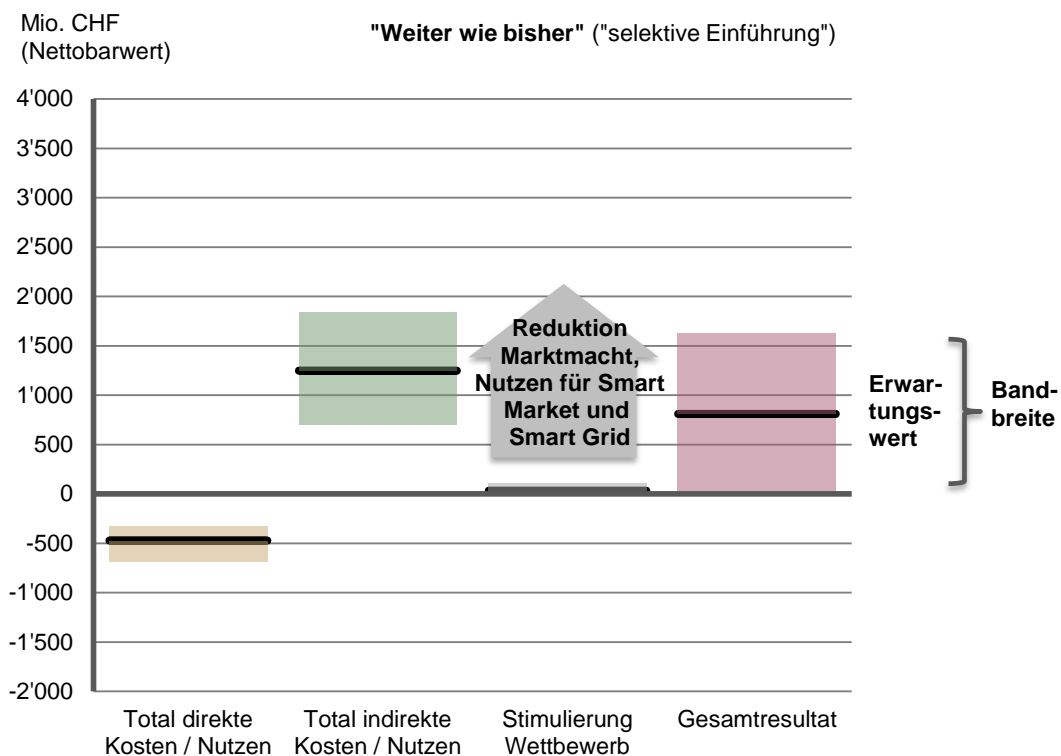 Mio. CHF
(Nettobarwert)
"Weiter wie bisher" ("selektive Einführung")
4'000
3'500
3'000
2'500
2'000
1'500
1'000
500
0
-500
-1'000
-1'500
-2'000
Reduktion
Marktmacht,
Nutzen für Smart
Market und
Smart Grid
Erwar-
tungs-
wert
Band-
breite
Total direkte
Kosten / Nutzen
Total indirekte
Kosten / Nutzen
Stimulierung
Wettbewerb
Gesamtresultat